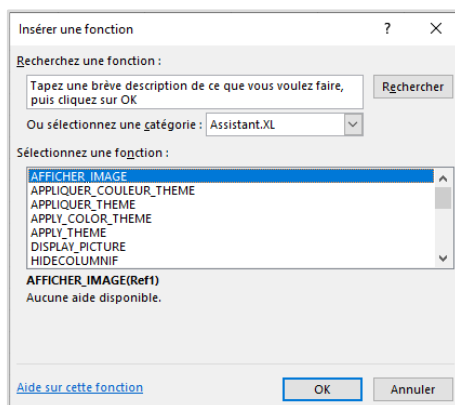 Insérer une fonction ? ×
Recherchez une fonction :
Tapez une brève description de ce que vous voulez faire,
puis cliquez sur OK
Rechercher
Ou sélectionnez une catégorie : Assistant.XL
Sélectionnez une fonction :
AFFICHER_IMAGE
APPLIQUER_COULEUR_THEME
APPLIQUER_THEME
APPLY_COLOR_THEME
APPLY_THEME
DISPLAY_PICTURE
HIDECOLUMNIF
AFFICHER_IMAGE(Ref1)
Aucune aide disponible.
Aide sur cette fonction
OK Annuler